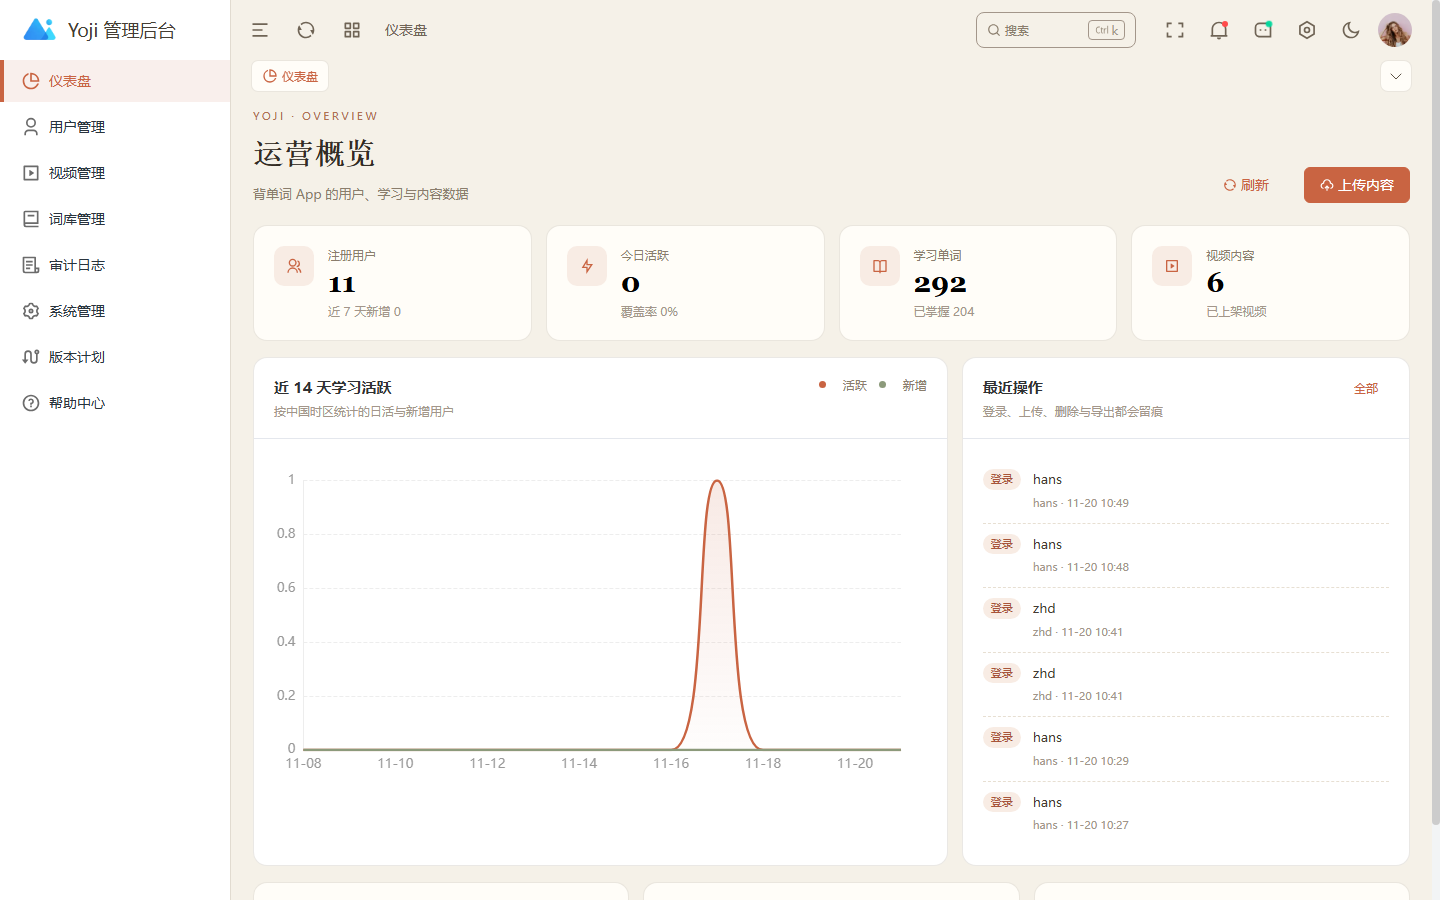 Yoji 管理后台
仪表盘
用户管理
视频管理
词库管理
审计日志
系统管理
版本计划
帮助中心
仪表盘
搜索
Ctrl k
仪表盘
YOJI · OVERVIEW
运营概览
背单词 App 的用户、学习与内容数据
刷新
上传内容
注册用户
11
近 7 天新增 0
今日活跃
0
覆盖率 0%
学习单词
292
已掌握 204
视频内容
6
已上架视频
近 14 天学习活跃
按中国时区统计的日活与新增用户
活跃
新增
1
0.8
0.6
0.4
0.2
0
11-08
11-10
11-12
11-14
11-16
11-18
11-20
最近操作
登录、上传、删除与导出都会留痕
全部
登录 hans
hans · 11-20 10:49
登录 hans
hans · 11-20 10:48
登录 zhd
zhd · 11-20 10:41
登录 zhd
zhd · 11-20 10:41
登录 hans
hans · 11-20 10:29
登录 hans
hans · 11-20 10:27